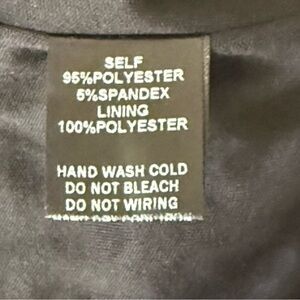 SELF
95%POLYESTER
5%SPANDEX
LINING
100%POLYESTER
HAND WASH COLD
DO NOT BLEACH
DO NOT WIRING